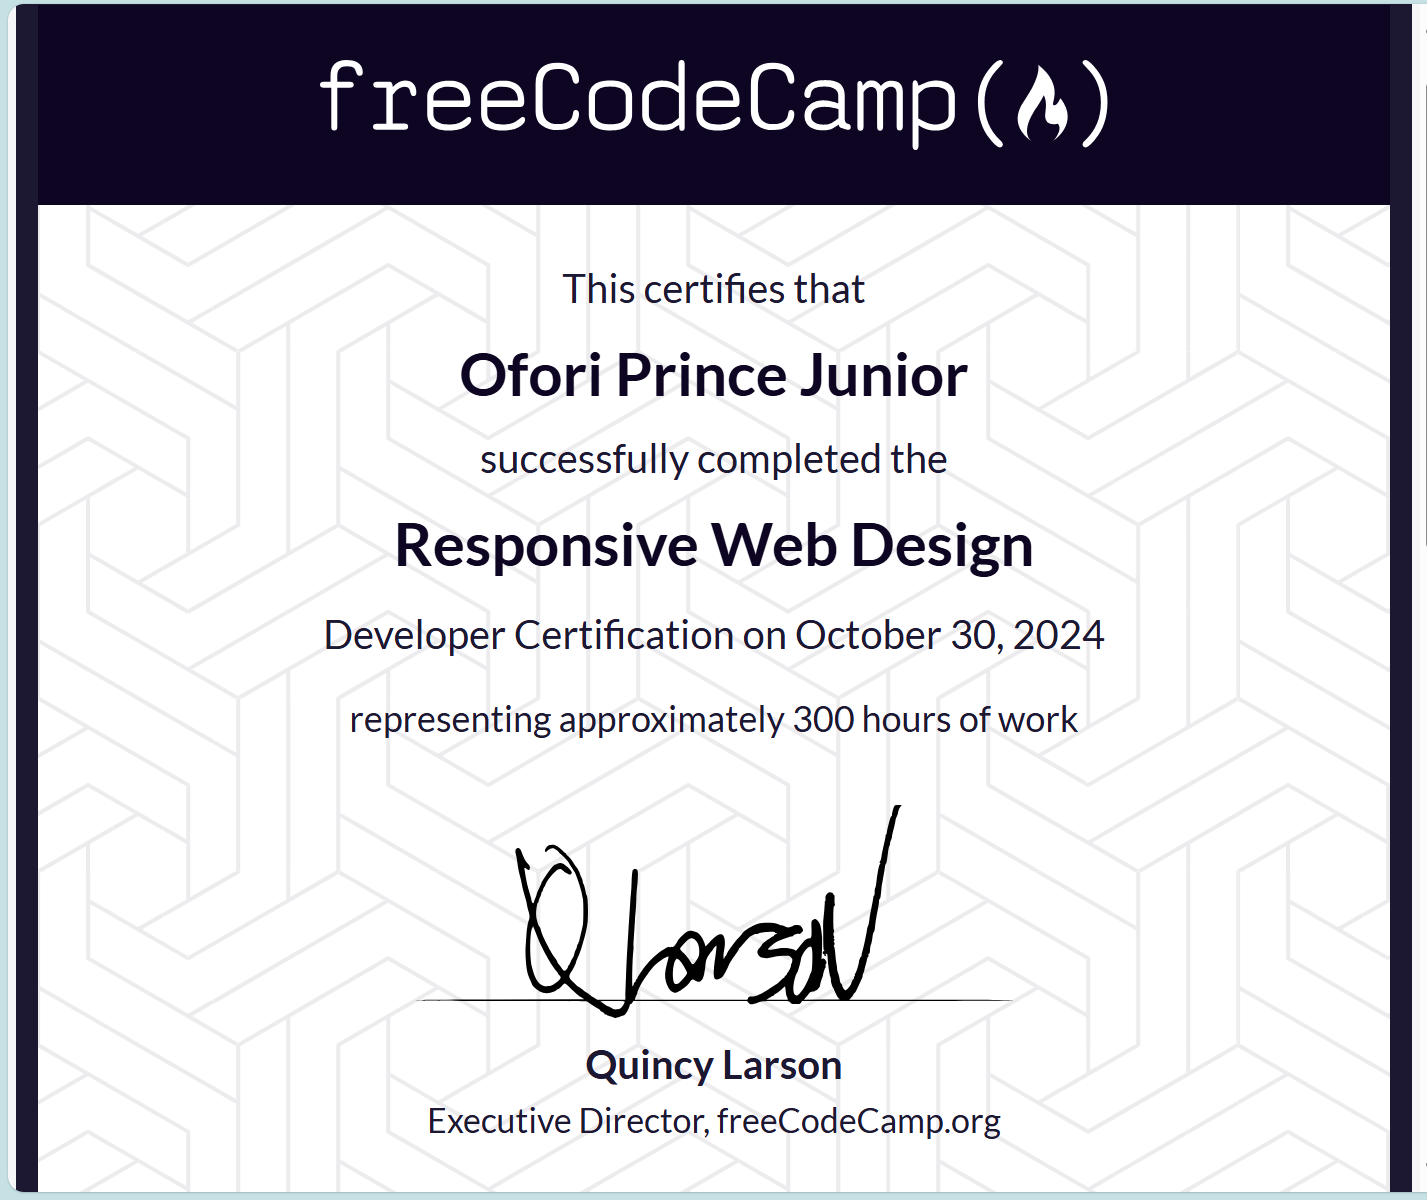 freeCodeCamp
This certifies that
Ofori Prince Junior
successfully completed the
Responsive Web Design
Developer Certification on October 30, 2024
representing approximately 300 hours of work
Q Larson
Quincy Larson
Executive Director, freeCodeCamp.org